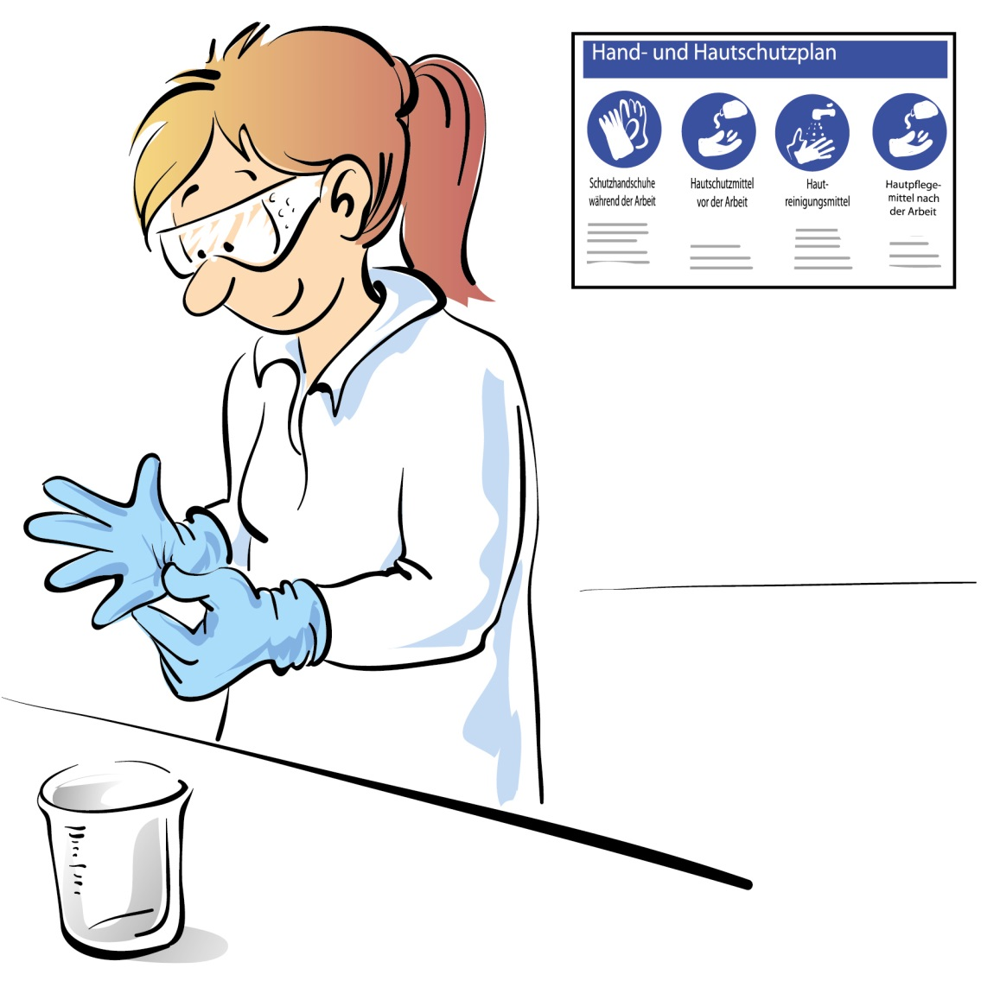 Hand- und Hautschutzplan
Schutzhandschuhe
während der Arbeit
Hautschutzmittel
vor der Arbeit
Haut-
reinigungsmittel
Hautpflege-
mittel nach
der Arbeit